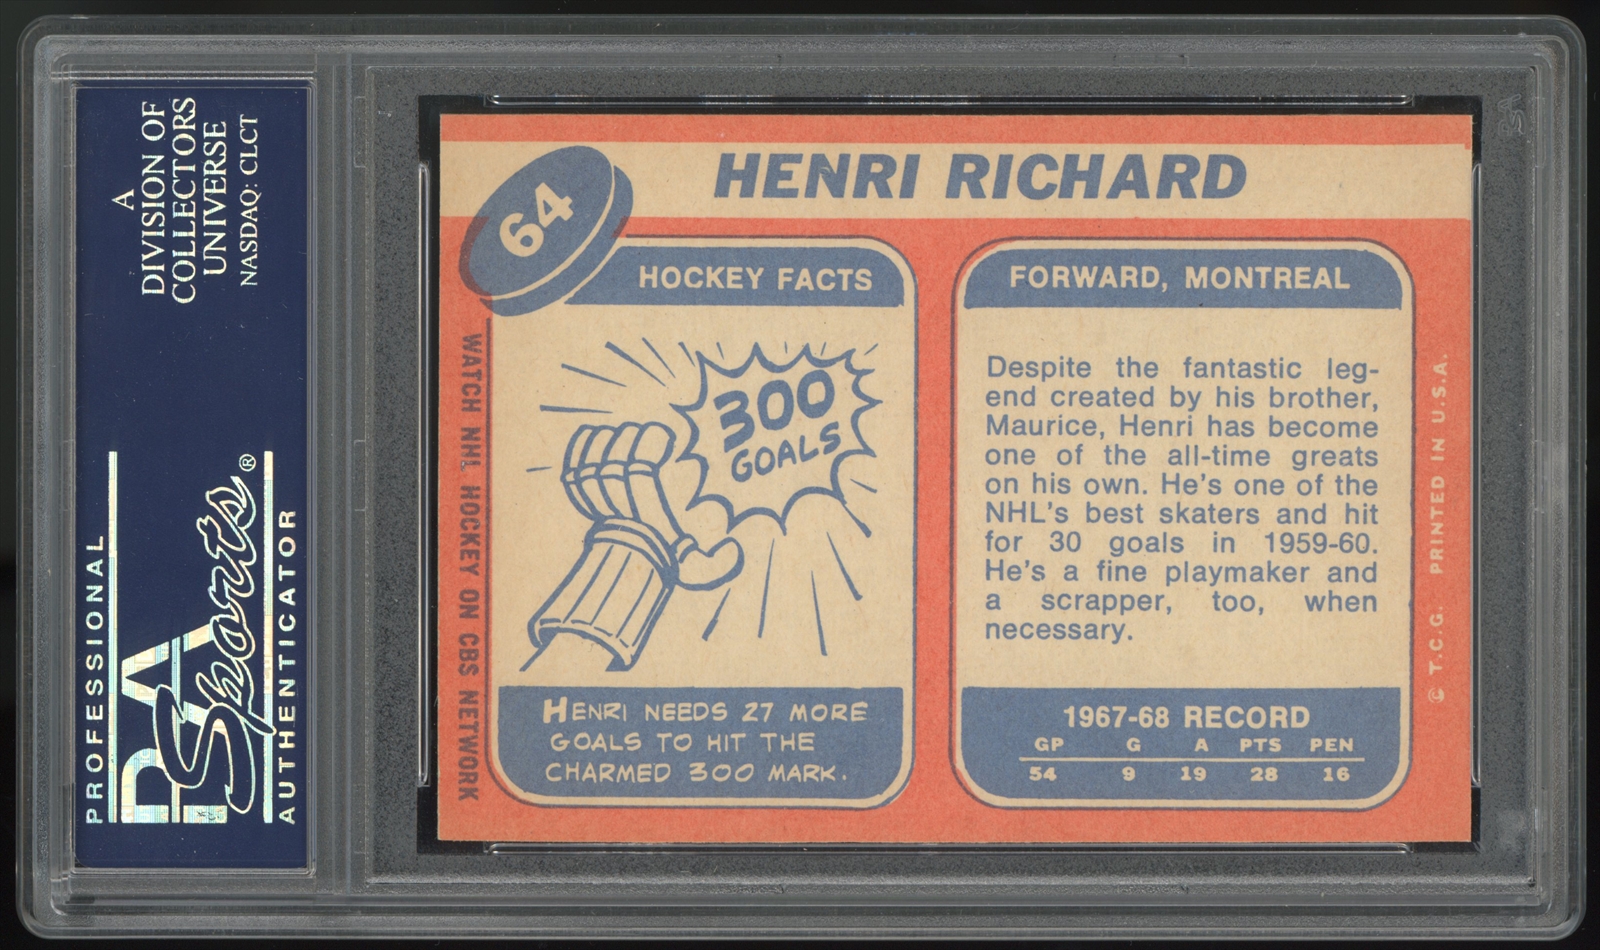 A
DIVISION OF
COLLECTORS
UNIVERSE
NASDAQ: CLCT
PROFESSIONAL
PSA
Sports®
AUTHENTICATOR
64
HENRI RICHARD
HOCKEY FACTS
300
GOALS
HENRI NEEDS 27 MORE
GOALS TO HIT THE
CHARMED 300 MARK.
WATCH NHL HOCKEY ON CBS NETWORK
FORWARD, MONTREAL
Despite the fantastic leg-
end created by his brother,
Maurice, Henri has become
one of the all-time greats
on his own. He's one of the
NHL's best skaters and hit
for 30 goals in 1959-60.
He's a fine playmaker and
a scrapper, too, when
necessary.
1967-68 RECORD
GP G A PTS PEN
54 9 19 28 16
© T.C.G. PRINTED IN U.S.A.